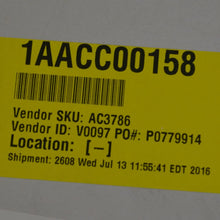 1AACC00158
Vendor SKU: AC3786
Vendor ID: V0097 PO#: P0779914
Location: [-]
Shipment: 2608 Wed Jul 13 11:55:41 EDT 2016